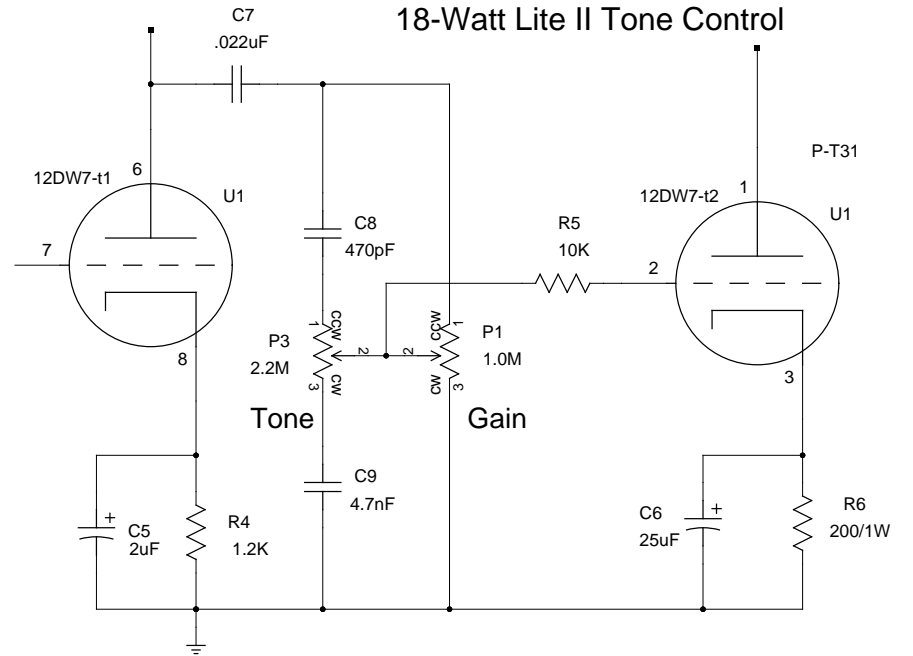 18-Watt Lite II Tone Control
C7
.022uF
P-T31
12DW7-t1
6
U1
7
8
12DW7-t2
1
U1
2
3
C8
470pF
R5
10K
1
CCW
P3
2.2M
2
CW
3
Tone
CCW
1
2
P1
1.0M
CW
3
Gain
C9
4.7nF
+
C5
2uF
R4
1.2K
+
C6
25uF
R6
200/1W